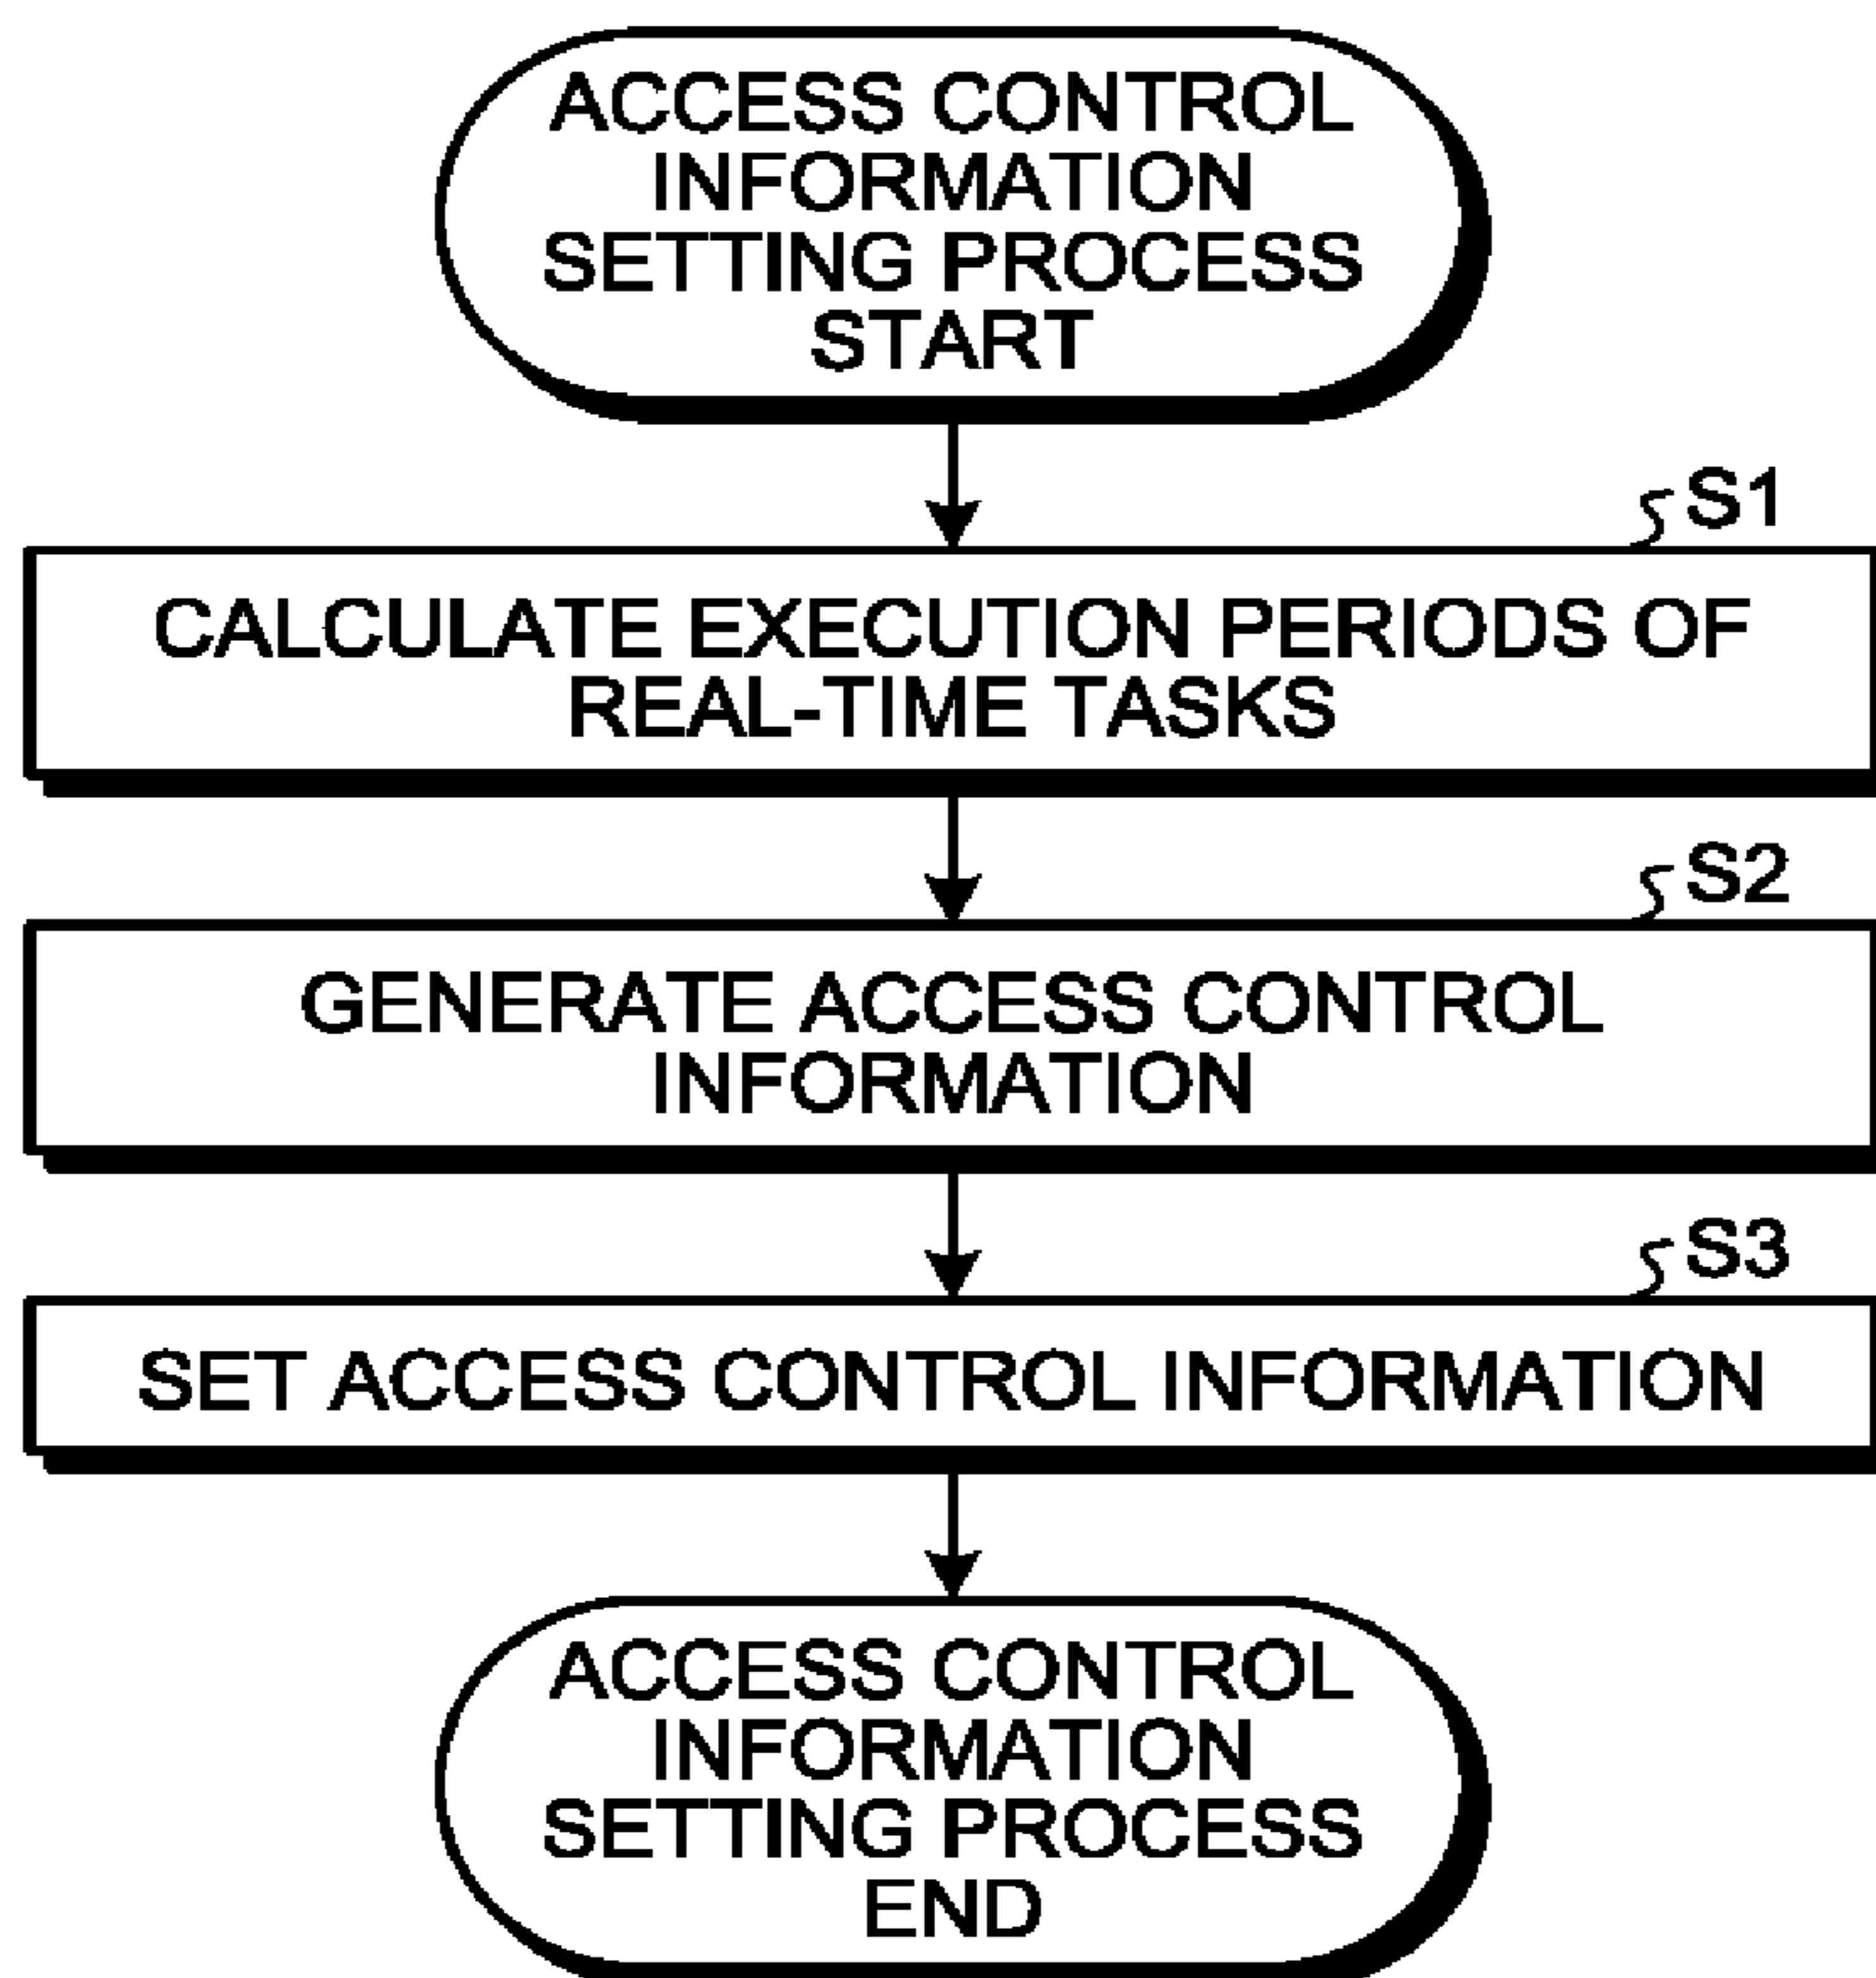 ACCESS CONTROL
INFORMATION
SETTING PROCESS
START
S1
CALCULATE EXECUTION PERIODS OF
REAL-TIME TASKS
S2
GENERATE ACCESS CONTROL
INFORMATION
S3
SET ACCESS CONTROL INFORMATION
ACCESS CONTROL
INFORMATION
SETTING PROCESS
END